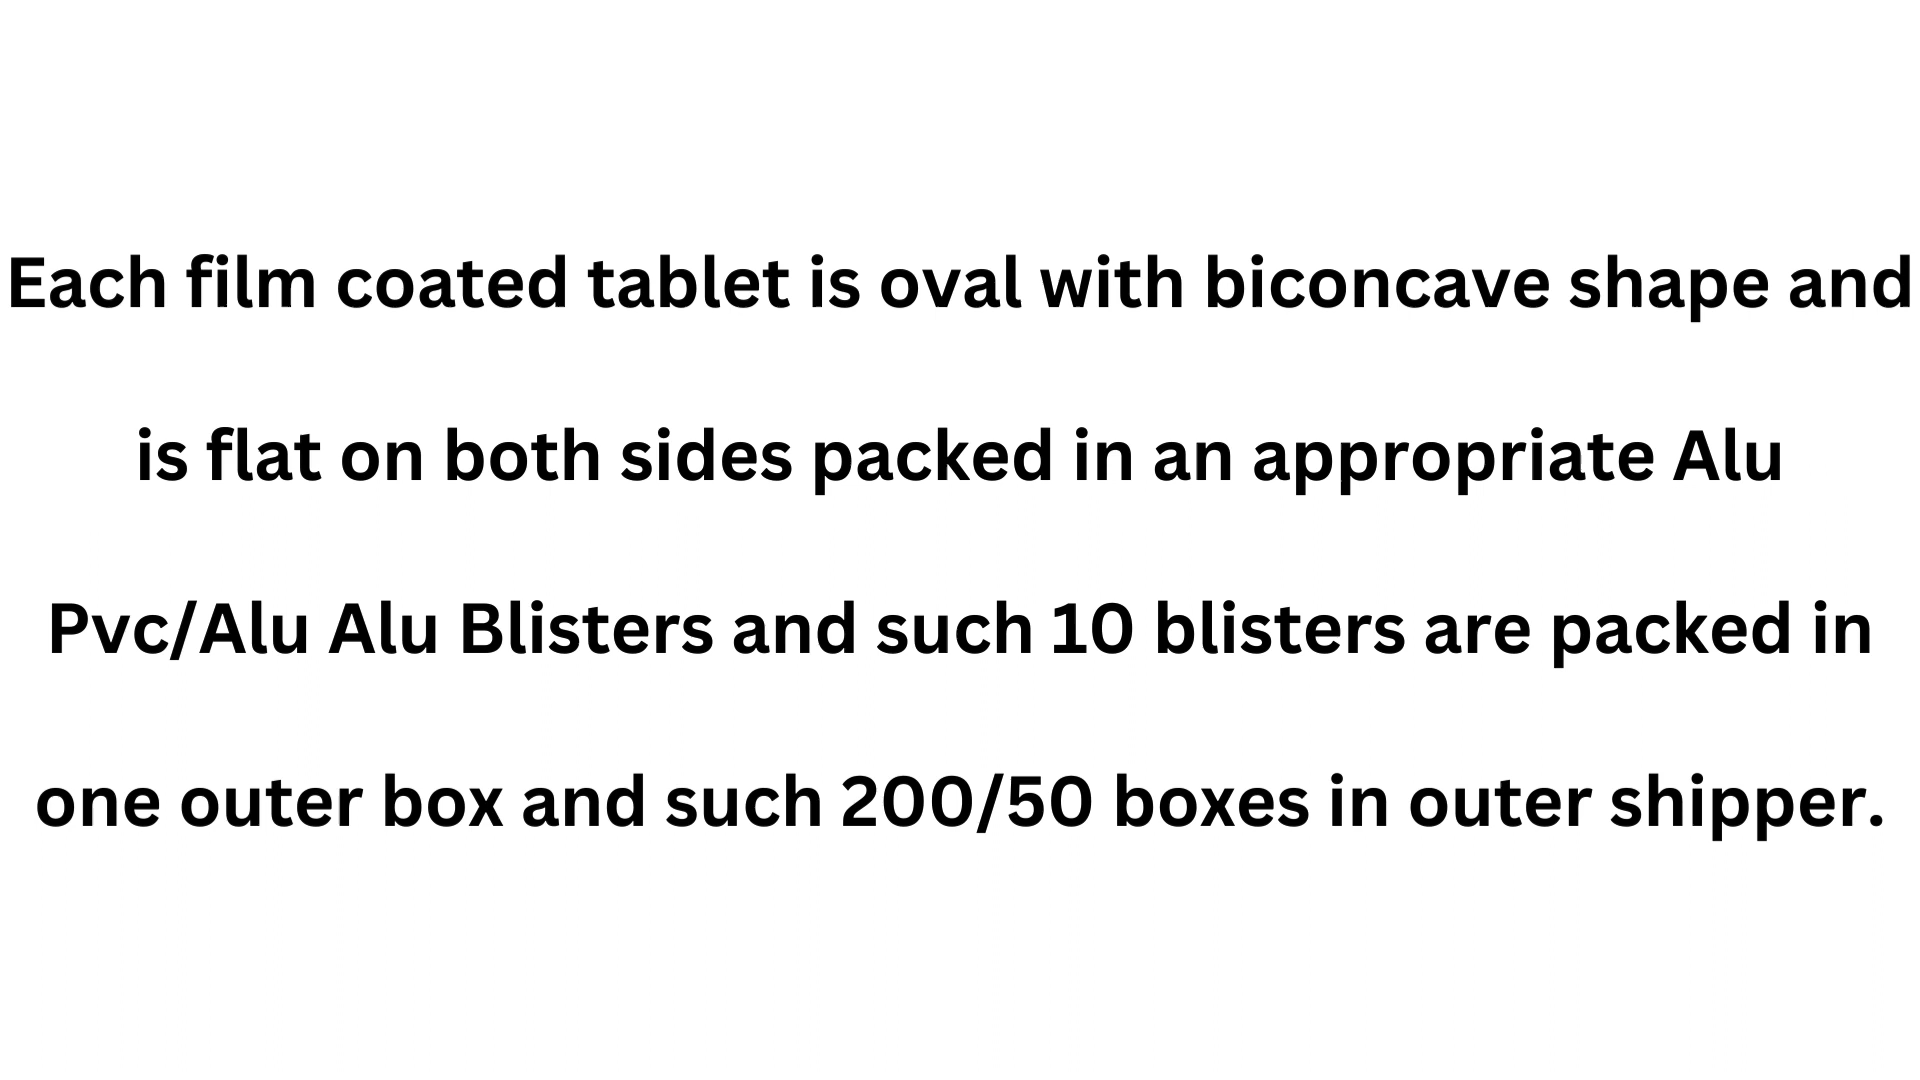 Each film coated tablet is oval with biconcave shape and
is flat on both sides packed in an appropriate Alu
Pvc/Alu Alu Blisters and such 10 blisters are packed in
one outer box and such 200/50 boxes in outer shipper.